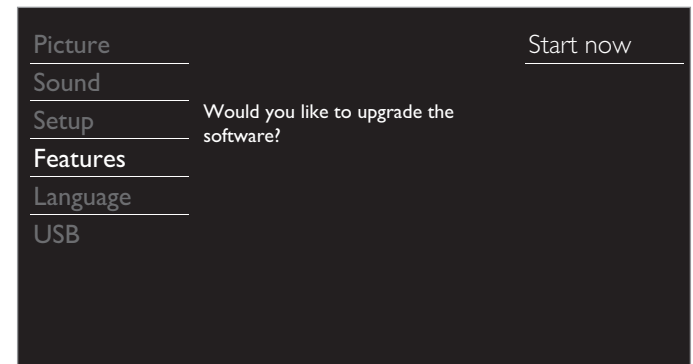 Picture
Sound
Setup
Features
Language
USB
Would you like to upgrade the
software?
Start now